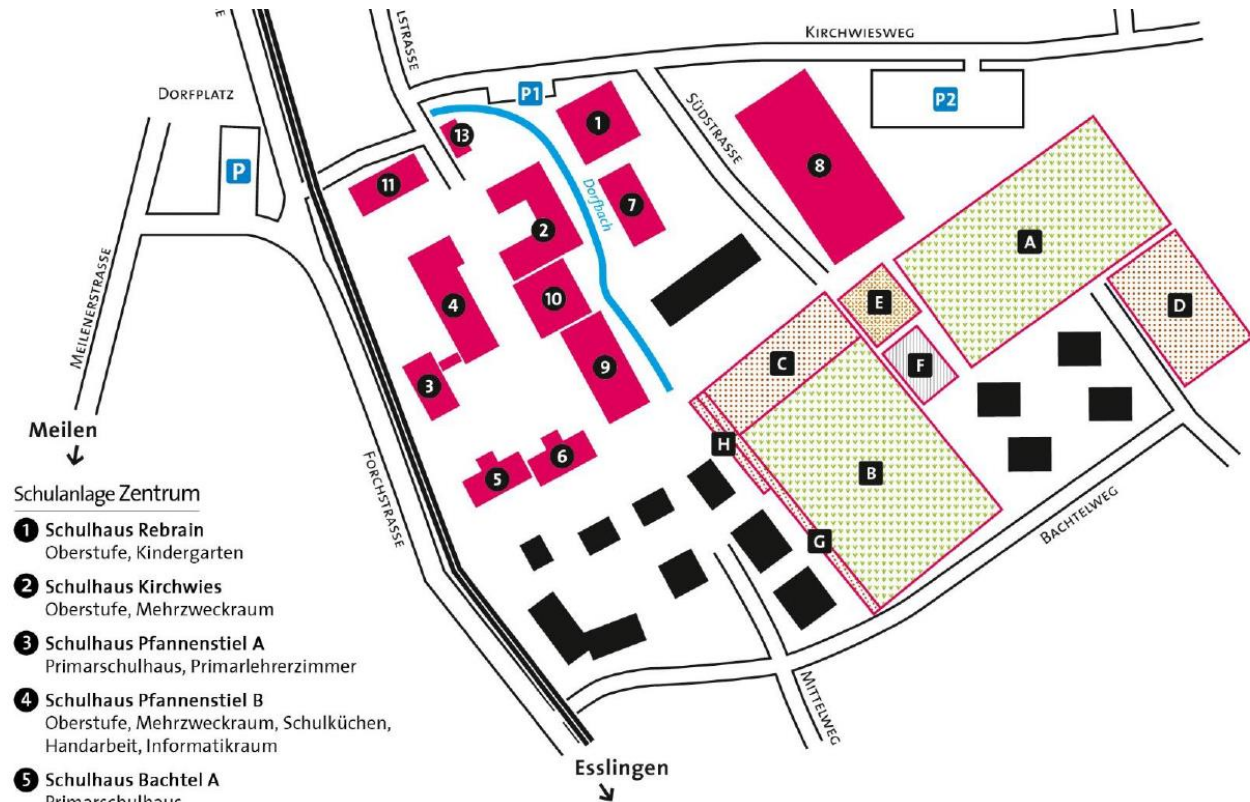 KIRCHWIESWEG
DORFPLATZ
P1
P2
SÜDSTRASSE
P
13
1
11
8
Dorfbach
7
2
A
4
10
E
D
MEILENERSTRASSE
C
F
9
3
H
Meilen
B
6
5
FORCHSTRASSE
G
BACHTELWEG
MITTELWEG
Esslingen
Schulanlage Zentrum
1 Schulhaus Rebrain
Oberstufe, Kindergarten
2 Schulhaus Kirchwies
Oberstufe, Mehrzweckraum
3 Schulhaus Pfannenstiel A
Primarschulhaus, Primarlehrerzimmer
4 Schulhaus Pfannenstiel B
Oberstufe, Mehrzweckraum, Schulküchen,
Handarbeit, Informatikraum
5 Schulhaus Bachtel A
Primarschulhaus